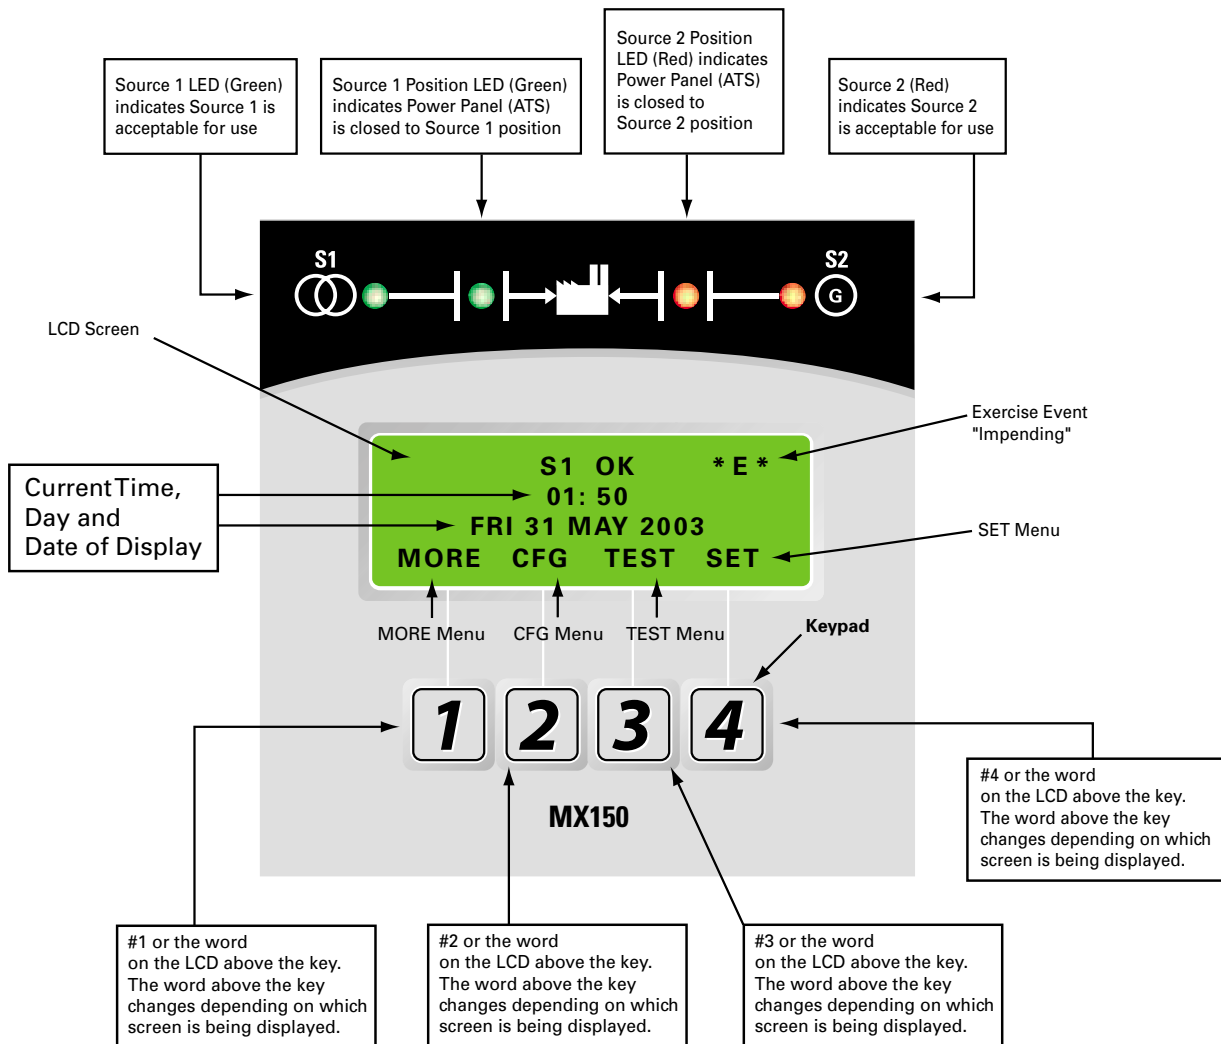 Source 1 LED (Green)
indicates Source 1 is
acceptable for use
Source 1 Position LED (Green)
indicates Power Panel (ATS)
is closed to Source 1 position
Source 2 Position
LED (Red) indicates
Power Panel (ATS)
is closed to
Source 2 position
Source 2 (Red)
indicates Source 2
is acceptable for use
S1
S2
G
LCD Screen
Exercise Event
"Impending"
S1 OK *E*
01: 50
FRI 31 MAY 2003
MORE CFG TEST SET
Current Time,
Day and
Date of Display
SET Menu
MORE Menu
CFG Menu
TEST Menu
Keypad
1
2
3
4
MX150
#4 or the word
on the LCD above the key.
The word above the key
changes depending on which
screen is being displayed.
#1 or the word
on the LCD above the key.
The word above the key
changes depending on which
screen is being displayed.
#2 or the word
on the LCD above the key.
The word above the key
changes depending on which
screen is being displayed.
#3 or the word
on the LCD above the key.
The word above the key
changes depending on which
screen is being displayed.